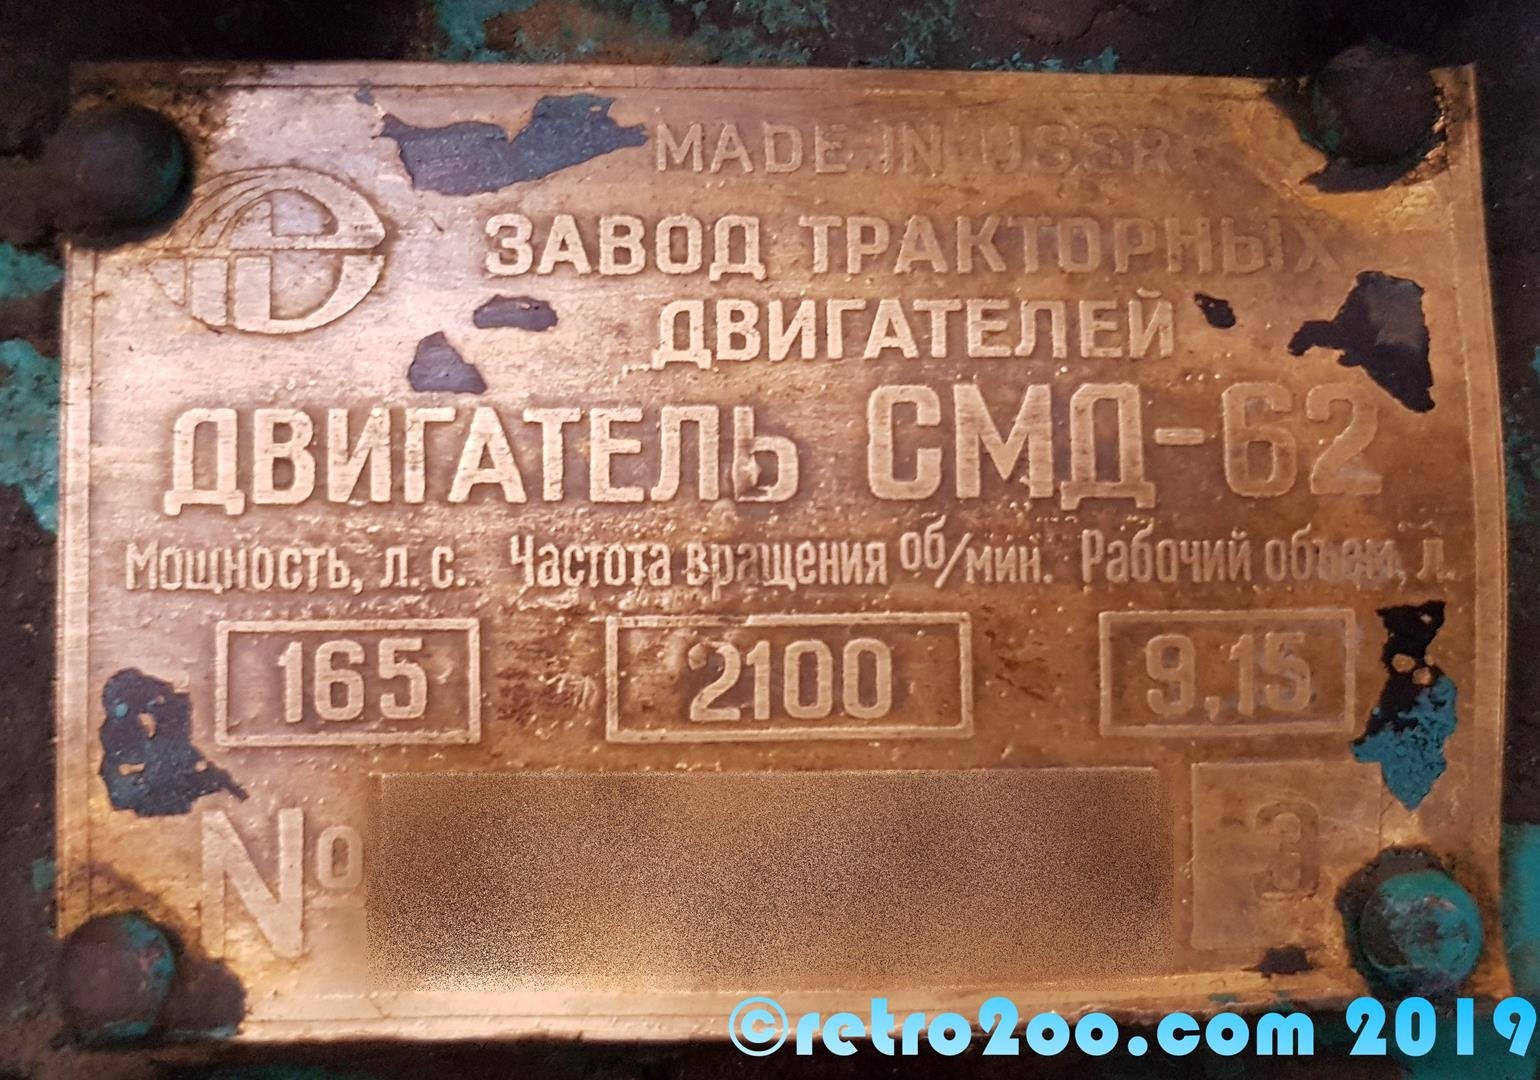 MADE IN USSR
ЗАВОД ТРАКТОРНЫХ
ДВИГАТЕЛЕЙ
ДВИГАТЕЛЬ СМД-62
Мощность, л.с. Частота вращения об/мин. Рабочий объем, л.
165 2100 9,15
№ 3
©retro2oo.com 2019